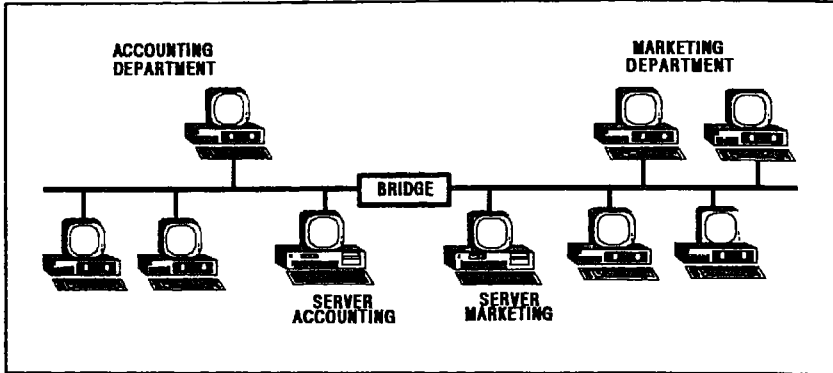 ACCOUNTING
DEPARTMENT
MARKETING
DEPARTMENT
BRIDGE
SERVER
ACCOUNTING
SERVER
MARKETING